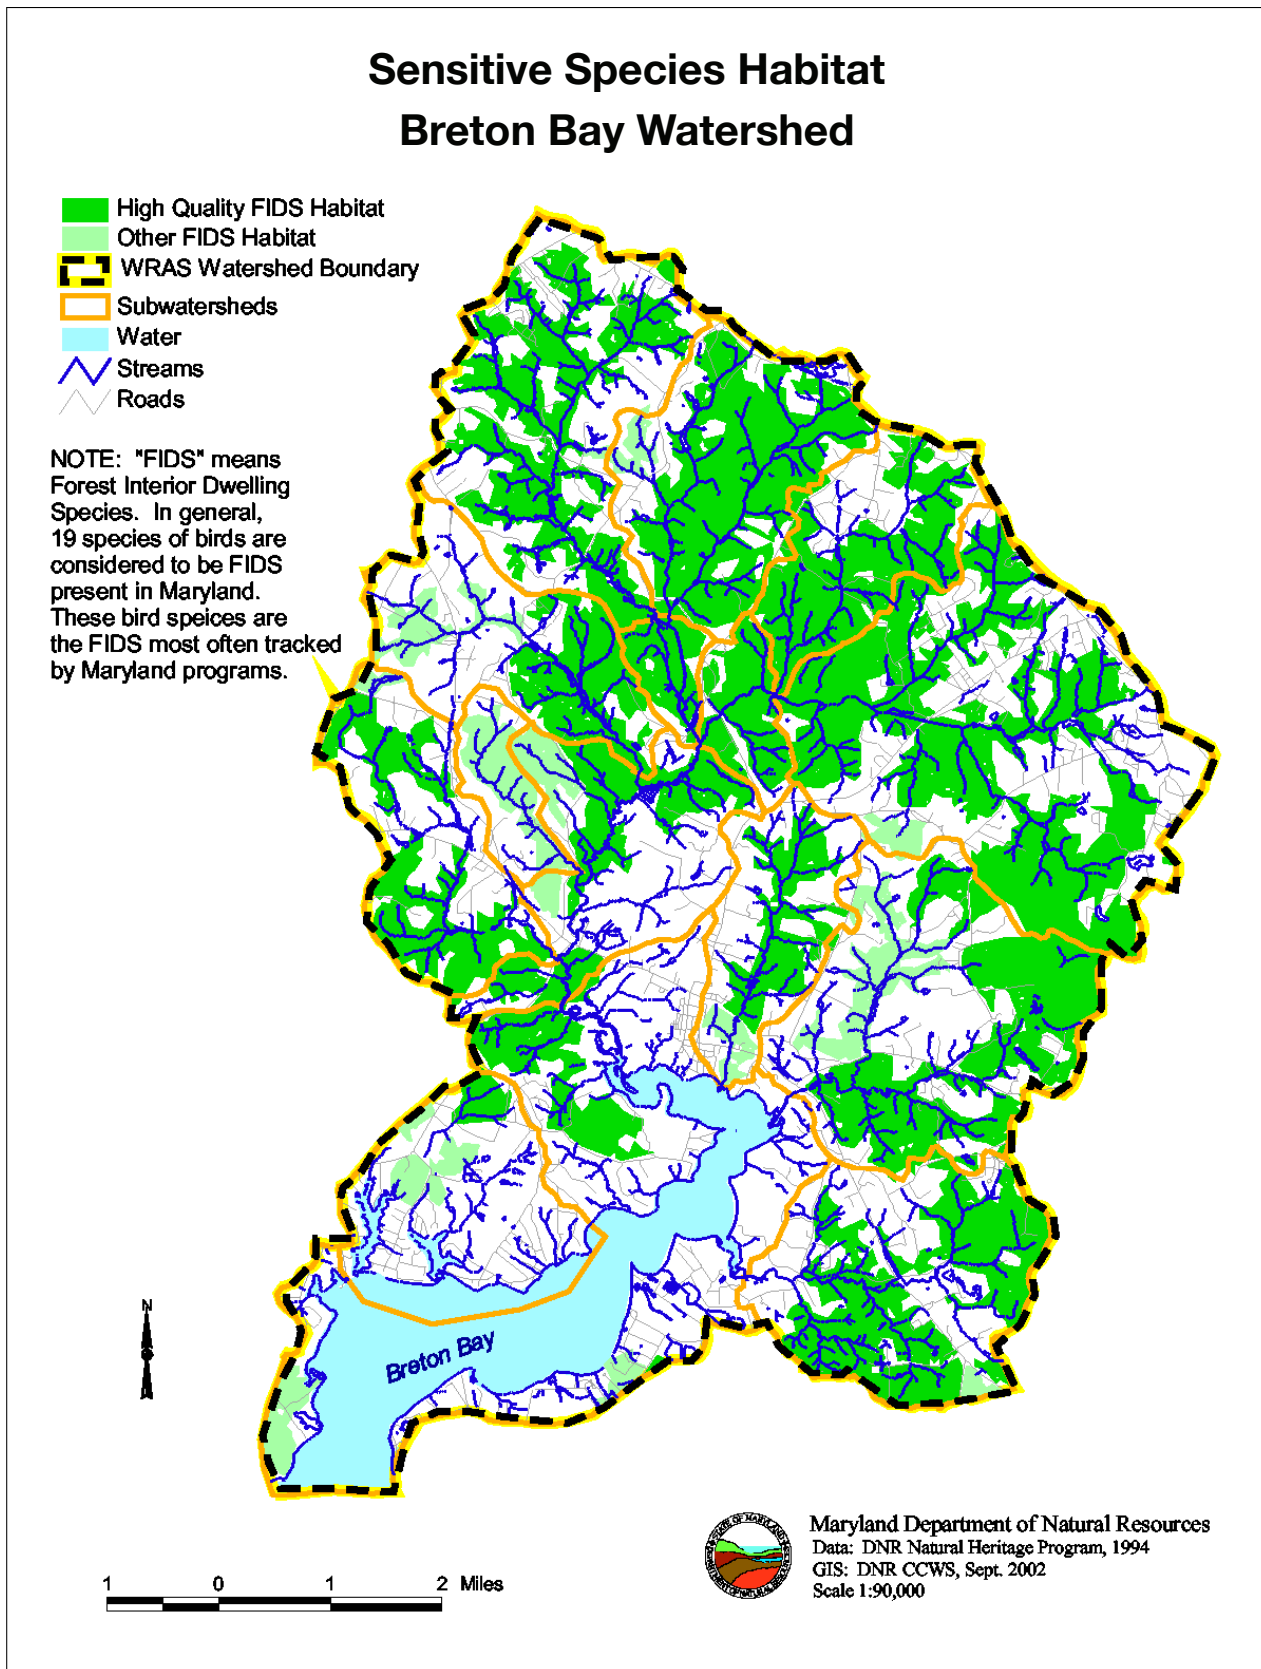 Sensitive Species Habitat
Breton Bay Watershed
High Quality FIDS Habitat
Other FIDS Habitat
WRAS Watershed Boundary
Subwatersheds
Water
Streams
Roads
NOTE: "FIDS" means
Forest Interior Dwelling
Species. In general,
19 species of birds are
considered to be FIDS
present in Maryland.
These bird speices are
the FIDS most often tracked
by Maryland programs.
N
Breton Bay
1 0 1 2 Miles
STATE OF MARYLAND
Maryland Department of Natural Resources
Data: DNR Natural Heritage Program, 1994
GIS: DNR CCWS, Sept. 2002
Scale 1:90,000